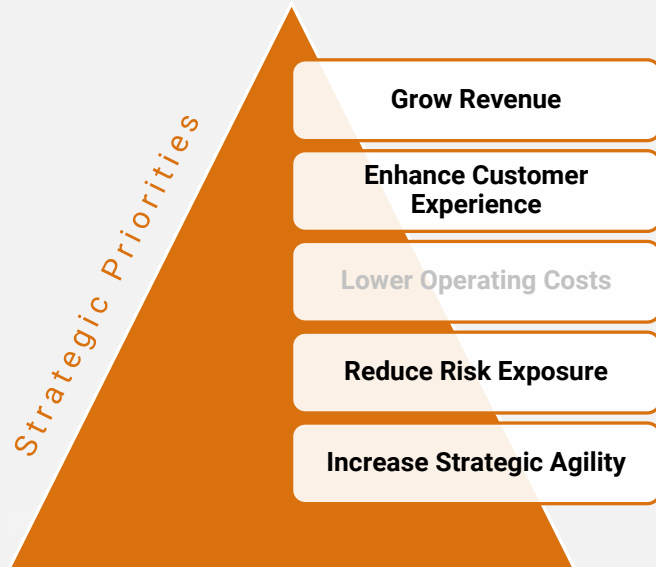 Strategic Priorities
Grow Revenue
Enhance Customer
Experience
Lower Operating Costs
Reduce Risk Exposure
Increase Strategic Agility